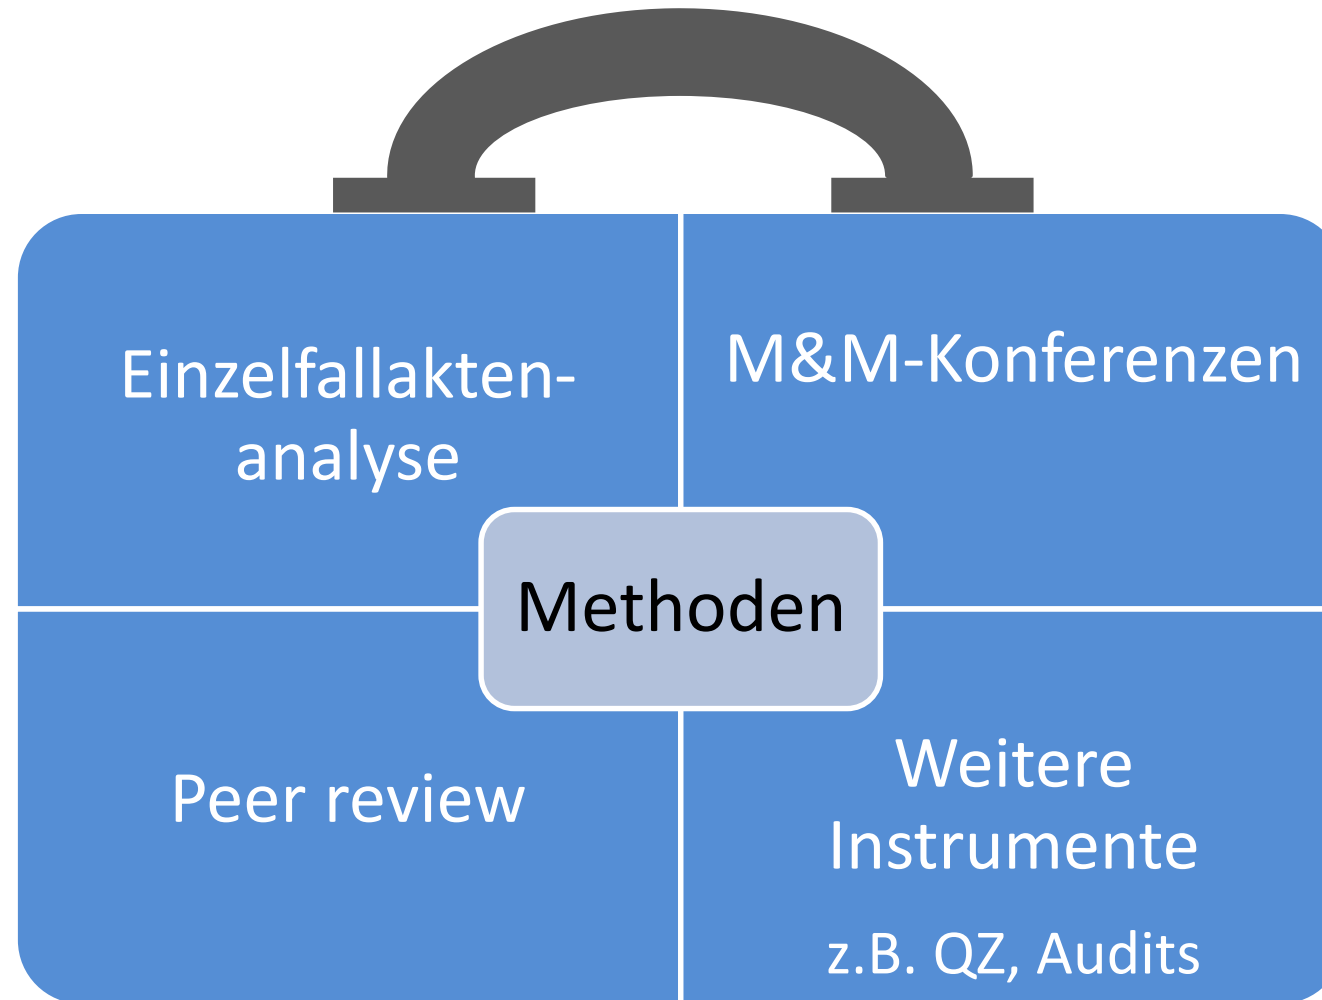 Einzelfallakten-
analyse
M&M-Konferenzen
Methoden
Peer review
Weitere
Instrumente
z.B. QZ, Audits